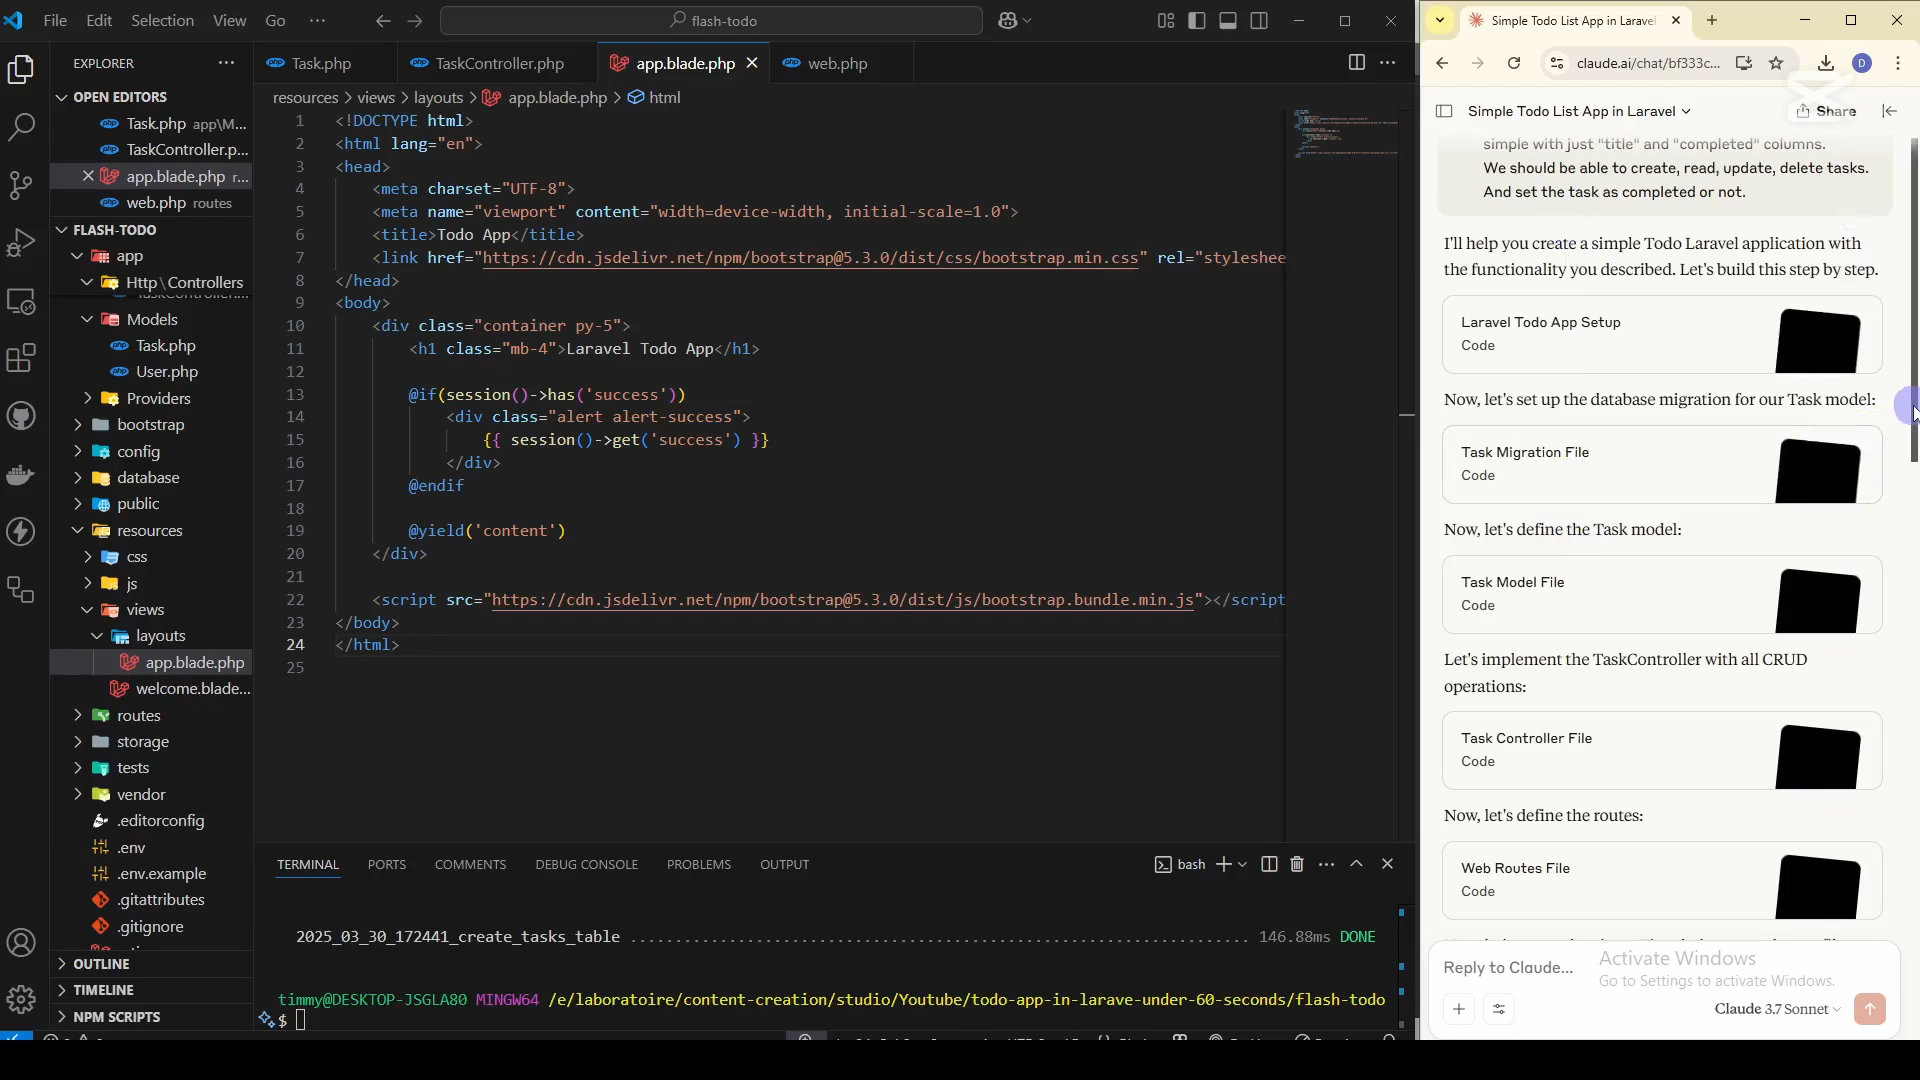 File Edit Selection View Go
flash-todo
EXPLORER
OPEN EDITORS
Task.php app\M...
TaskController.p...
app.blade.php r...
web.php routes
FLASH-TODO
app
Http\Controllers
Models
Task.php
User.php
Providers
bootstrap
config
database
public
resources
css
js
views
layouts
app.blade.php
welcome.blade...
routes
storage
tests
vendor
.editorconfig
.env
.env.example
.gitattributes
.gitignore
OUTLINE
TIMELINE
NPM SCRIPTS
Task.php TaskController.php app.blade.php web.php
resources > views > layouts > app.blade.php > html
1 <!DOCTYPE html>
2 <html lang="en">
3 <head>
4 <meta charset="UTF-8">
5 <meta name="viewport" content="width=device-width, initial-scale=1.0">
6 <title>Todo App</title>
7 <link href="https://cdn.jsdelivr.net/npm/bootstrap@5.3.0/dist/css/bootstrap.min.css" rel="styleshee
8 </head>
9 <body>
10 <div class="container py-5">
11 <h1 class="mb-4">Laravel Todo App</h1>
12
13 @if(session()->has('success'))
14 <div class="alert alert-success">
15 {{ session()->get('success') }}
16 </div>
17 @endif
18
19 @yield('content')
20 </div>
21
22 <script src="https://cdn.jsdelivr.net/npm/bootstrap@5.3.0/dist/js/bootstrap.bundle.min.js"></script
23 </body>
24 </html>
25
TERMINAL PORTS COMMENTS DEBUG CONSOLE PROBLEMS OUTPUT
bash
2025_03_30_172441_create_tasks_table .................................................................... 146.88ms DONE
timmy@DESKTOP-JSGLA80 MINGW64 /e/laboratoire/content-creation/studio/Youtube/todo-app-in-larave-under-60-seconds/flash-todo
$
Simple Todo List App in Laravel
claude.ai/chat/bf333c...
D
Simple Todo List App in Laravel
Share
simple with just "title" and "completed" columns.
We should be able to create, read, update, delete tasks.
And set the task as completed or not.
I'll help you create a simple Todo Laravel application with
the functionality you described. Let's build this step by step.
Laravel Todo App Setup
Code
Now, let's set up the database migration for our Task model:
Task Migration File
Code
Now, let's define the Task model:
Task Model File
Code
Let's implement the TaskController with all CRUD
operations:
Task Controller File
Code
Now, let's define the routes:
Web Routes File
Code
Reply to Claude...
Activate Windows
Go to Settings to activate Windows.
Claude 3.7 Sonnet